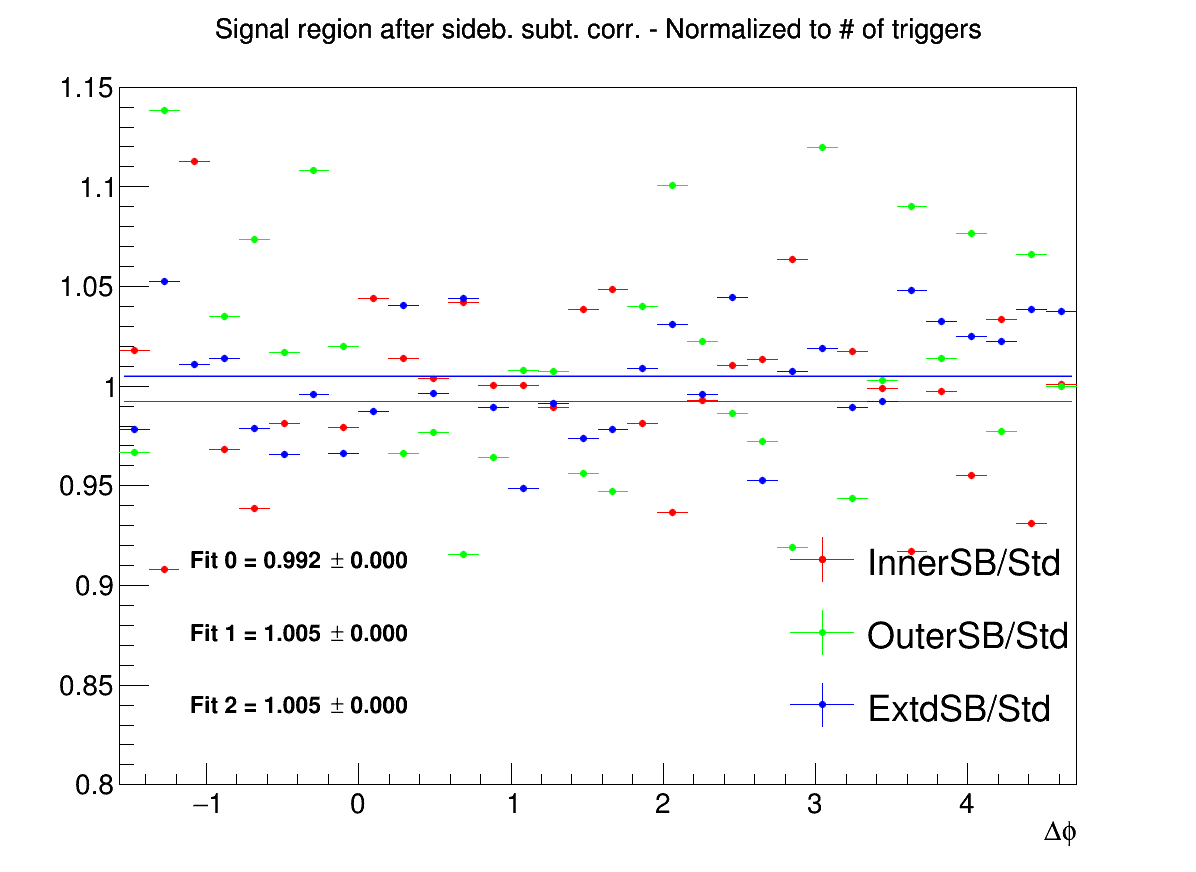 Signal region after sideb. subt. corr. - Normalized to # of triggers
1.15
1.1
1.05
1
0.95
0.9
0.85
0.8
Fit 0 = 0.992 ± 0.000
Fit 1 = 1.005 ± 0.000
Fit 2 = 1.005 ± 0.000
InnerSB/Std
OuterSB/Std
ExtdSB/Std
−1 0 1 2 3 4
Δϕ